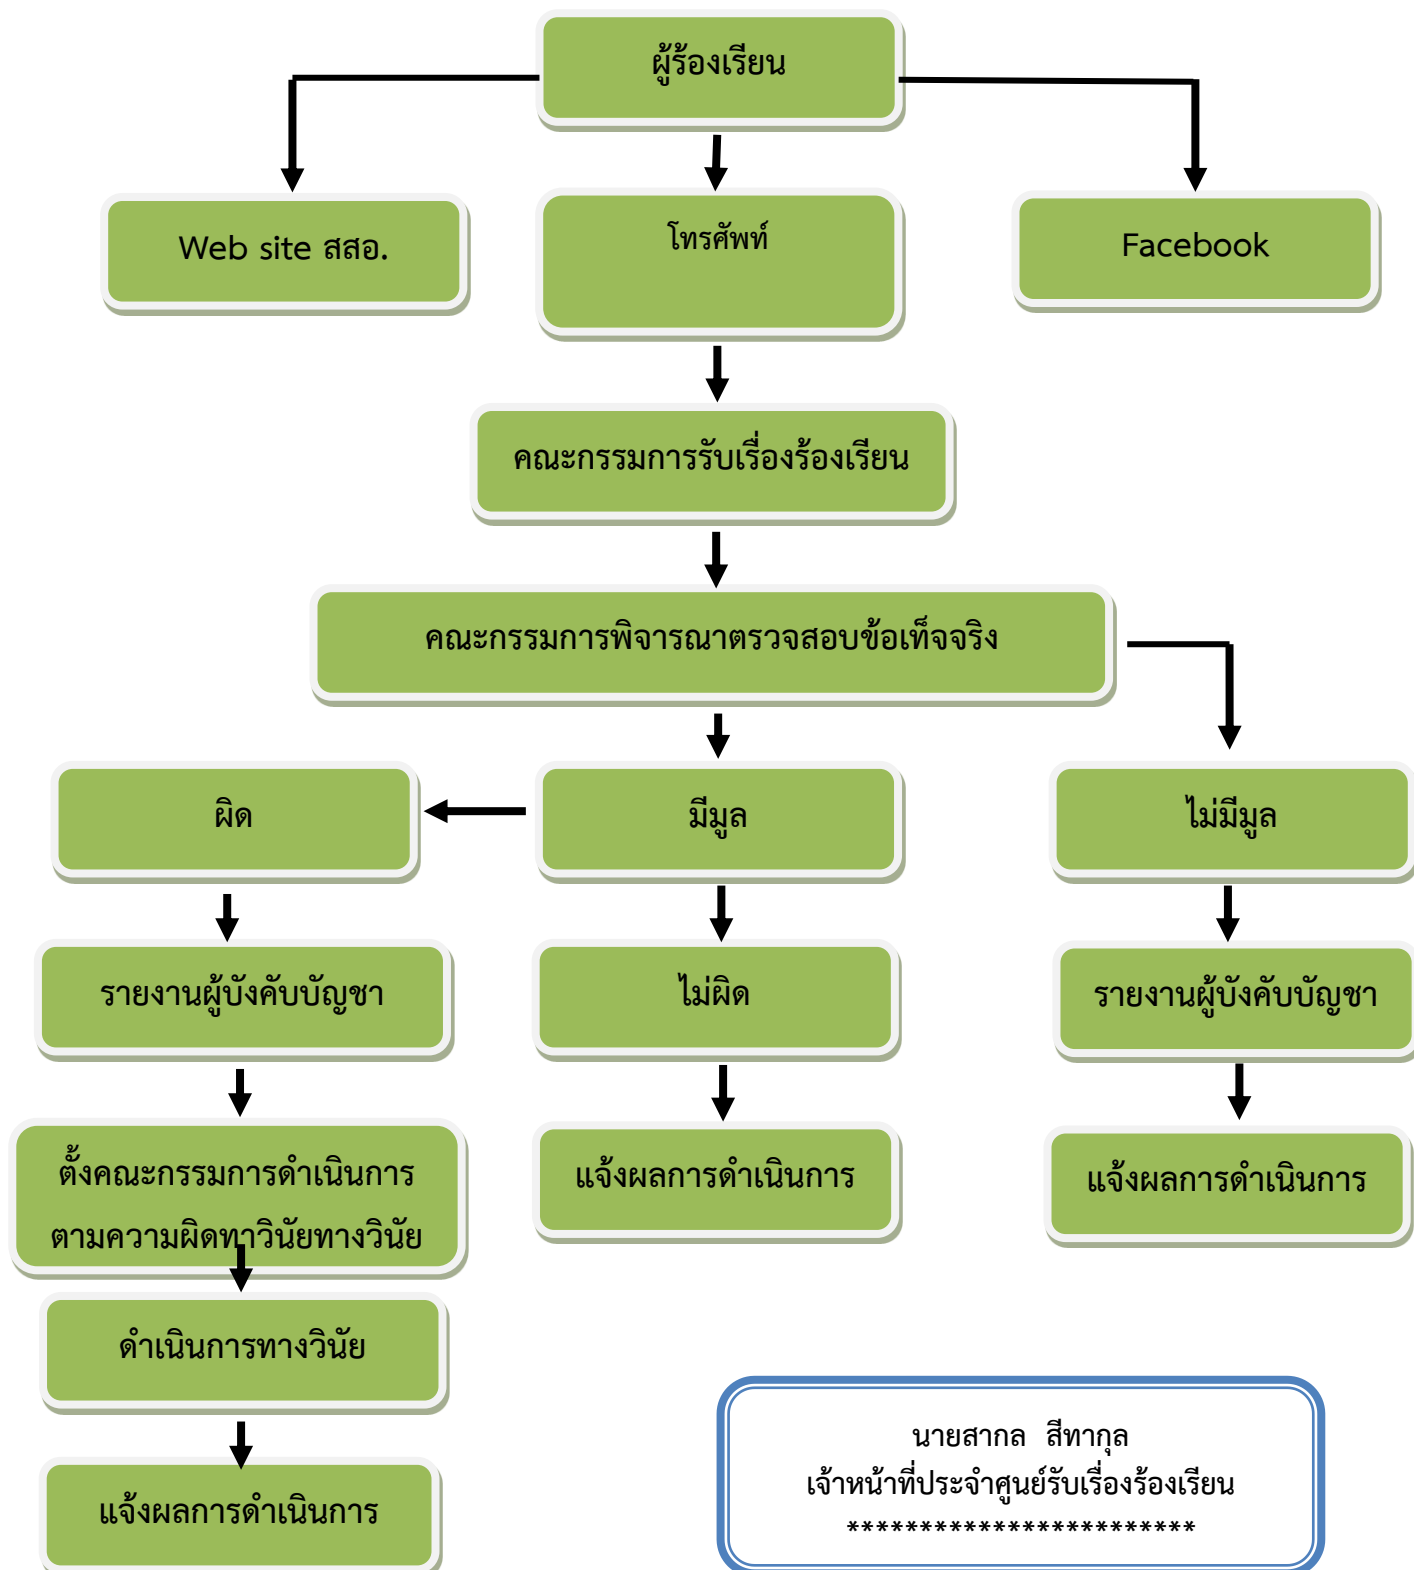 ผู้ร้องเรียน
Web site สสอ.
โทรศัพท์
Facebook
คณะกรรมการรับเรื่องร้องเรียน
คณะกรรมการพิจารณาตรวจสอบข้อเท็จจริง
ผิด
มีมูล
ไม่มีมูล
รายงานผู้บังคับบัญชา
ไม่ผิด
รายงานผู้บังคับบัญชา
ตั้งคณะกรรมการดำเนินการ
ตามความผิดทาวินัยทางวินัย
แจ้งผลการดำเนินการ
แจ้งผลการดำเนินการ
ดำเนินการทางวินัย
แจ้งผลการดำเนินการ
นายสากล สีทากุล
เจ้าหน้าที่ประจำศูนย์รับเรื่องร้องเรียน
************************